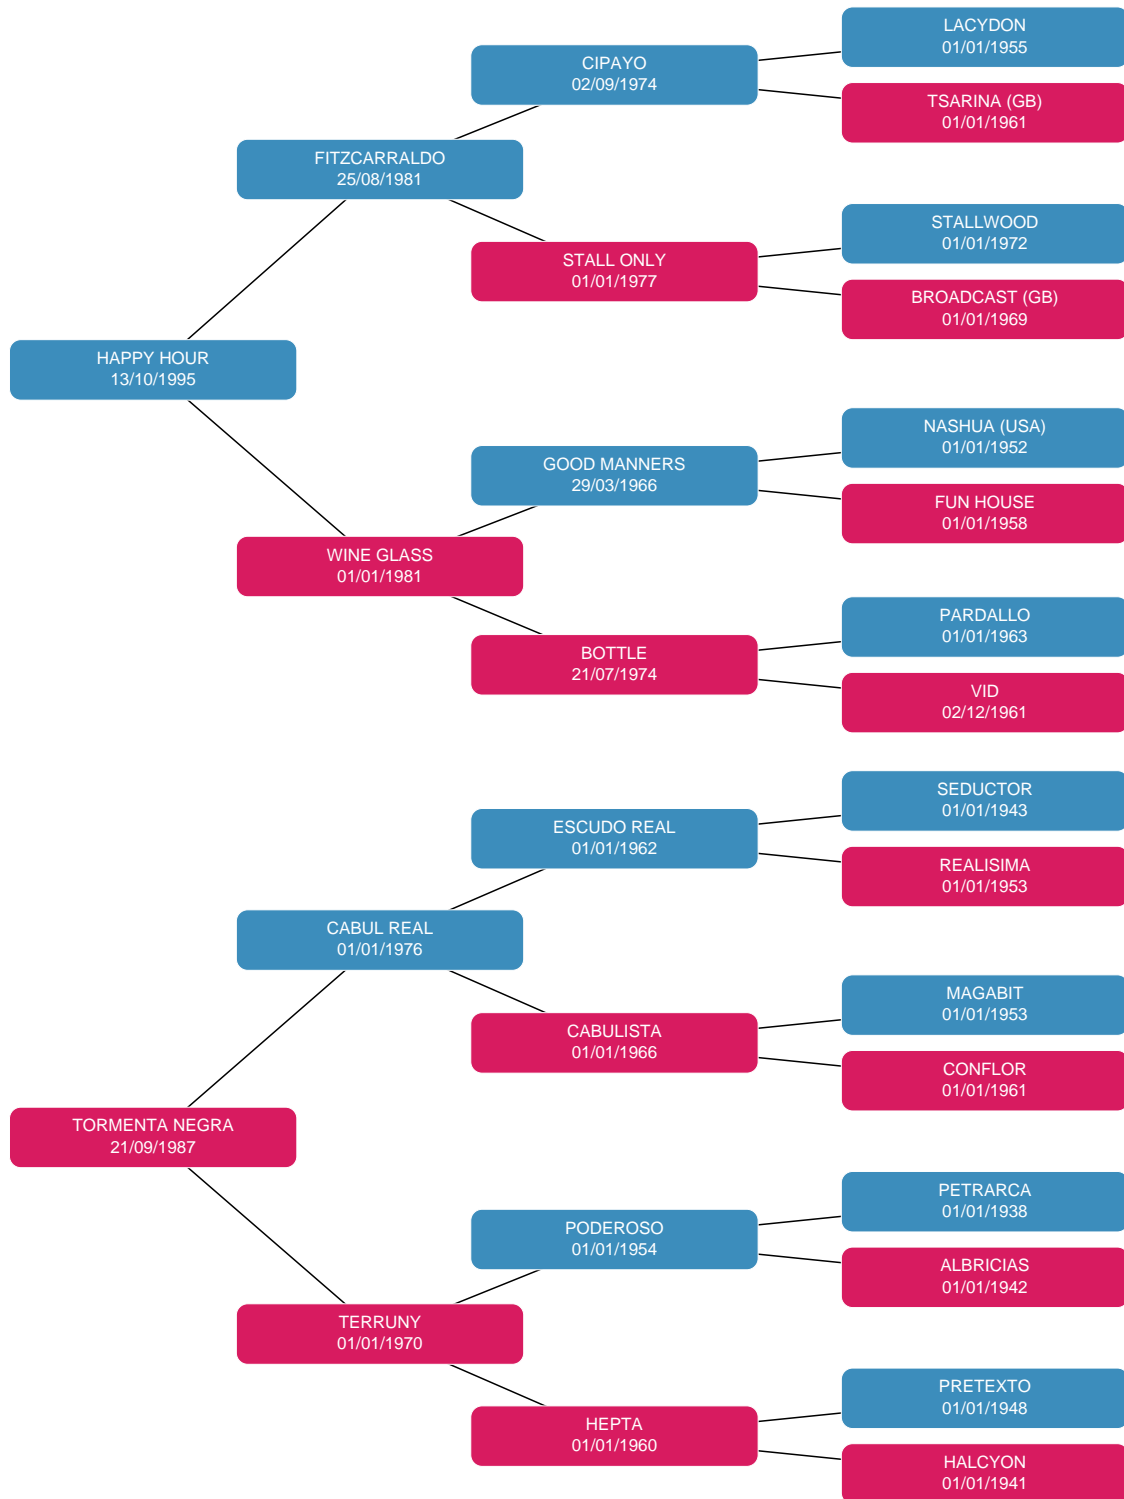 LACYDON
01/01/1955
CIPAYO
02/09/1974
TSARINA (GB)
01/01/1961
FITZCARRALDO
25/08/1981
STALLWOOD
01/01/1972
STALL ONLY
01/01/1977
BROADCAST (GB)
01/01/1969
HAPPY HOUR
13/10/1995
NASHUA (USA)
01/01/1952
GOOD MANNERS
29/03/1966
FUN HOUSE
01/01/1958
WINE GLASS
01/01/1981
PARDALLO
01/01/1963
BOTTLE
21/07/1974
VID
02/12/1961
SEDUCTOR
01/01/1943
ESCUDO REAL
01/01/1962
REALISIMA
01/01/1953
CABUL REAL
01/01/1976
MAGABIT
01/01/1953
CABULISTA
01/01/1966
CONFLOR
01/01/1961
TORMENTA NEGRA
21/09/1987
PETRARCA
01/01/1938
PODEROSO
01/01/1954
ALBRICIAS
01/01/1942
TERRUNY
01/01/1970
PRETEXTO
01/01/1948
HEPTA
01/01/1960
HALCYON
01/01/1941